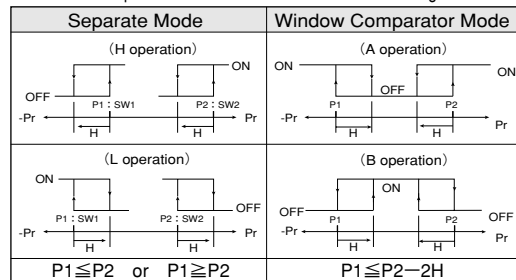 Separate Mode
Window Comparator Mode
(H operation)
ON
OFF
P1：SW1
P2：SW2
-Pr
Pr
H
H
(A operation)
ON
ON
OFF
P1
P2
-Pr
Pr
H
H
(L operation)
ON
OFF
P1：SW1
P2：SW2
-Pr
Pr
H
H
(B operation)
ON
OFF
OFF
P1
P2
-Pr
Pr
H
H
P1≦P2 or P1≧P2
P1≦P2－2H